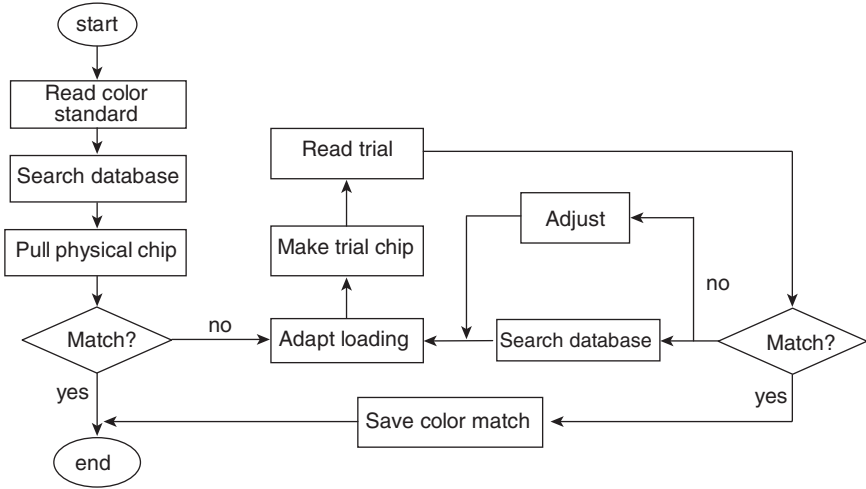 start
Read color
standard
Search database
Pull physical chip
Match?
no
yes
end
Adapt loading
Make trial chip
Read trial
Adjust
Search database
no
Match?
yes
Save color match